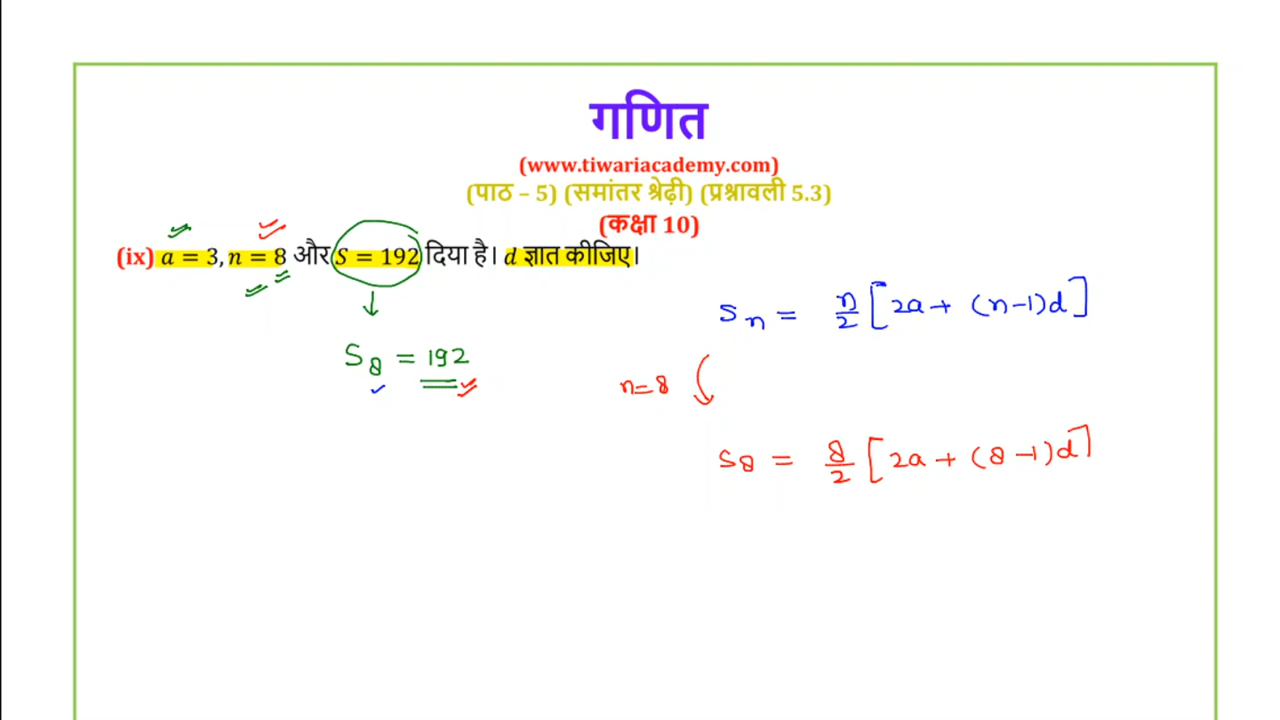 गणित
(www.tiwariacademy.com)
(पाठ – 5) (समांतर श्रेढ़ी) (प्रश्नावली 5.3)
(कक्षा 10)
(ix) a = 3, n = 8 और S = 192 दिया है। d ज्ञात कीजिए।
Sn = n/2 [2a + (n-1)d]
S8 = 192
n=8
S8 = 8/2 [2a + (8-1)d]